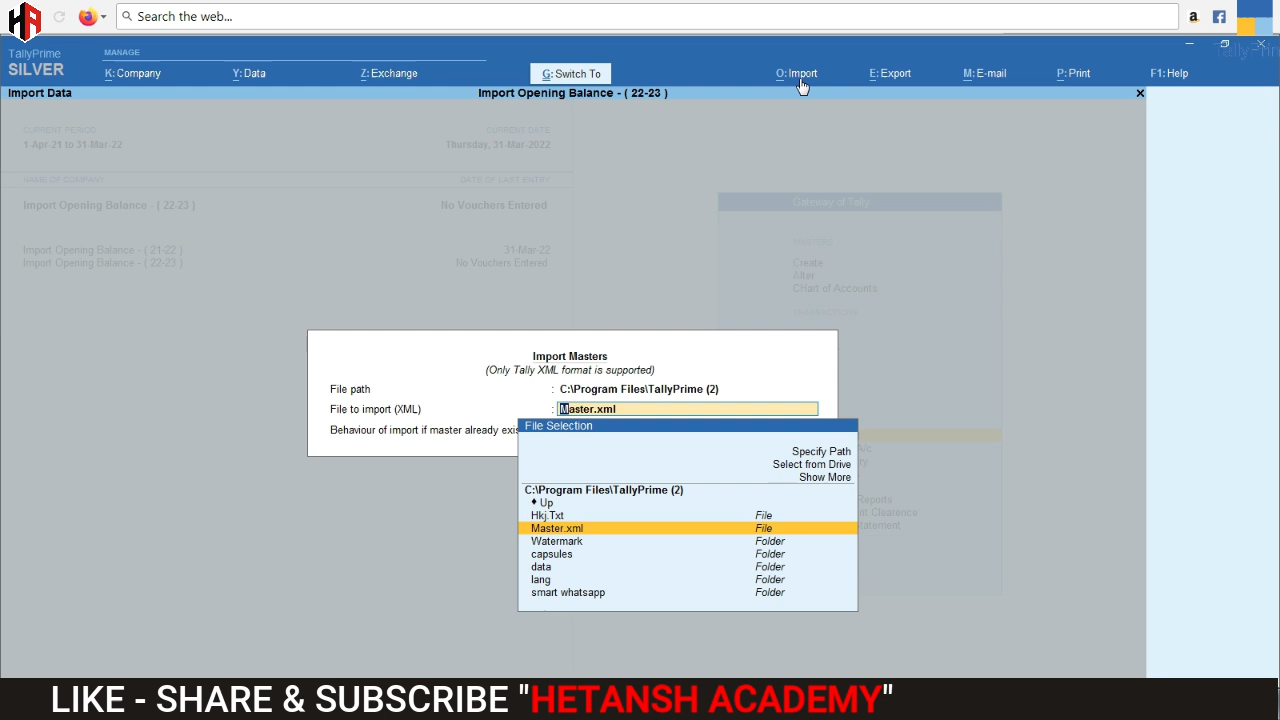 Search the web...
TallyPrime
SILVER
MANAGE
K: Company
Y: Data
Z: Exchange
G: Switch To
O: Import
E: Export
M: E-mail
P: Print
F1: Help
Import Data
Import Opening Balance - ( 22-23 )
CURRENT PERIOD
CURRENT DATE
1-Apr-21 to 31-Mar-22
Thursday, 31-Mar-2022
NAME OF COMPANY
DATE OF LAST ENTRY
Import Opening Balance - ( 22-23 )
No Vouchers Entered
Import Opening Balance - ( 21-22 )
31-Mar-22
Import Opening Balance - ( 22-23 )
No Vouchers Entered
Gateway of Tally
MASTERS
Create
Alter
CHart of Accounts
TRANSACTIONS
Import Masters
(Only Tally XML format is supported)
File path : C:\Program Files\TallyPrime (2)
File to import (XML) : Master.xml
Behaviour of import if master already exis
File Selection
Specify Path
Select from Drive
Show More
C:\Program Files\TallyPrime (2)
♦ Up
Hkj.Txt File
Master.xml File
Watermark Folder
capsules Folder
data Folder
lang Folder
smart whatsapp Folder
LIKE - SHARE & SUBSCRIBE "HETANSH ACADEMY"